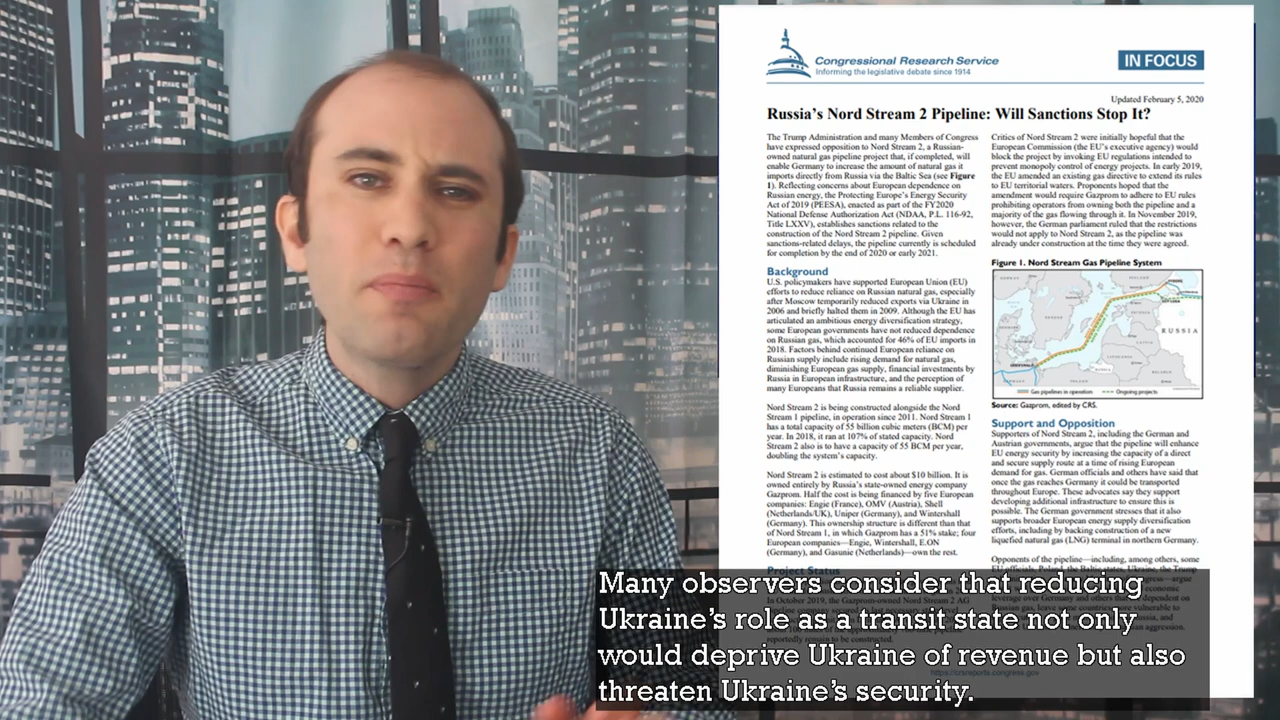 Congressional Research Service
Informing the legislative debate since 1914
IN FOCUS
Updated February 5, 2020
Russia's Nord Stream 2 Pipeline: Will Sanctions Stop It?
The Trump Administration and many Members of Congress
have expressed opposition to Nord Stream 2, a Russian-
owned natural gas pipeline project that, if completed, will
enable Germany to increase the amount of natural gas it
imports directly from Russia via the Baltic Sea (see Figure
1). Reflecting concerns about European dependence on
Russian energy, the Protecting Europe's Energy Security
Act of 2019 (PEESA), enacted as part of the FY2020
National Defense Authorization Act (NDAA, P.L. 116-92,
Title LXXV), establishes sanctions related to the
construction of the Nord Stream 2 pipeline. Given
sanctions-related delays, the pipeline currently is scheduled
for completion by the end of 2020 or early 2021.
Background
U.S. policymakers have supported European Union (EU)
efforts to reduce reliance on Russian natural gas, especially
after Moscow temporarily reduced exports via Ukraine in
2006 and briefly halted them in 2009. Although the EU has
articulated an ambitious energy diversification strategy,
some European governments have not reduced dependence
on Russian gas, which accounted for 46% of EU imports in
2018. Factors behind continued European reliance on
Russian supply include rising demand for natural gas,
diminishing European gas supply, financial investments by
Russia in European infrastructure, and the perception of
many Europeans that Russia remains a reliable supplier.
Nord Stream 2 is being constructed alongside the Nord
Stream 1 pipeline, in operation since 2011. Nord Stream 1
has a total capacity of 55 billion cubic meters (BCM) per
year. In 2018, it ran at 107% of stated capacity. Nord
Stream 2 also is to have a capacity of 55 BCM per year,
doubling the system's capacity.
Nord Stream 2 is estimated to cost about $10 billion. It is
owned entirely by Russia's state-owned energy company
Gazprom. Half the cost is being financed by five European
companies: Engie (France), OMV (Austria), Shell
(Netherlands/UK), Uniper (Germany), and Wintershall
(Germany). This ownership structure is different than that
of Nord Stream 1, in which Gazprom has a 51% stake; four
European companies—Engie, Wintershall, E.ON
(Germany), and Gasunie (Netherlands)—own the rest.
Project Status
In October 2019, the Gazprom-owned Nord Stream 2 AG
Critics of Nord Stream 2 were initially hopeful that the
European Commission (the EU's executive agency) would
block the project by invoking EU regulations intended to
prevent monopoly control of energy projects. In early 2019,
the EU amended an existing gas directive to extend its rules
to EU territorial waters. Proponents hoped that the
amendment would require Gazprom to adhere to EU rules
prohibiting operators from owning both the pipeline and a
majority of the gas flowing through it. In November 2019,
however, the German parliament ruled that the restrictions
would not apply to Nord Stream 2, as the pipeline was
already under construction at the time they were agreed.
Figure 1. Nord Stream Gas Pipeline System
RUSSIA
Gas pipelines in operation
Ongoing projects
Source: Gazprom, edited by CRS.
Support and Opposition
Supporters of Nord Stream 2, including the German and
Austrian governments, argue that the pipeline will enhance
EU energy security by increasing the capacity of a direct
and secure supply route at a time of rising European
demand for gas. German officials and others have said that
once the gas reaches Germany it could be transported
throughout Europe. These advocates say they support
developing additional infrastructure to ensure this is
possible. The German government stresses that it also
supports broader European energy supply diversification
efforts, including by backing construction of a new
liquefied natural gas (LNG) terminal in northern Germany.
Opponents of the pipeline—including, among others, some
https://crsreports.congress.gov
Many observers consider that reducing
Ukraine's role as a transit state not only
would deprive Ukraine of revenue but also
threaten Ukraine's security.